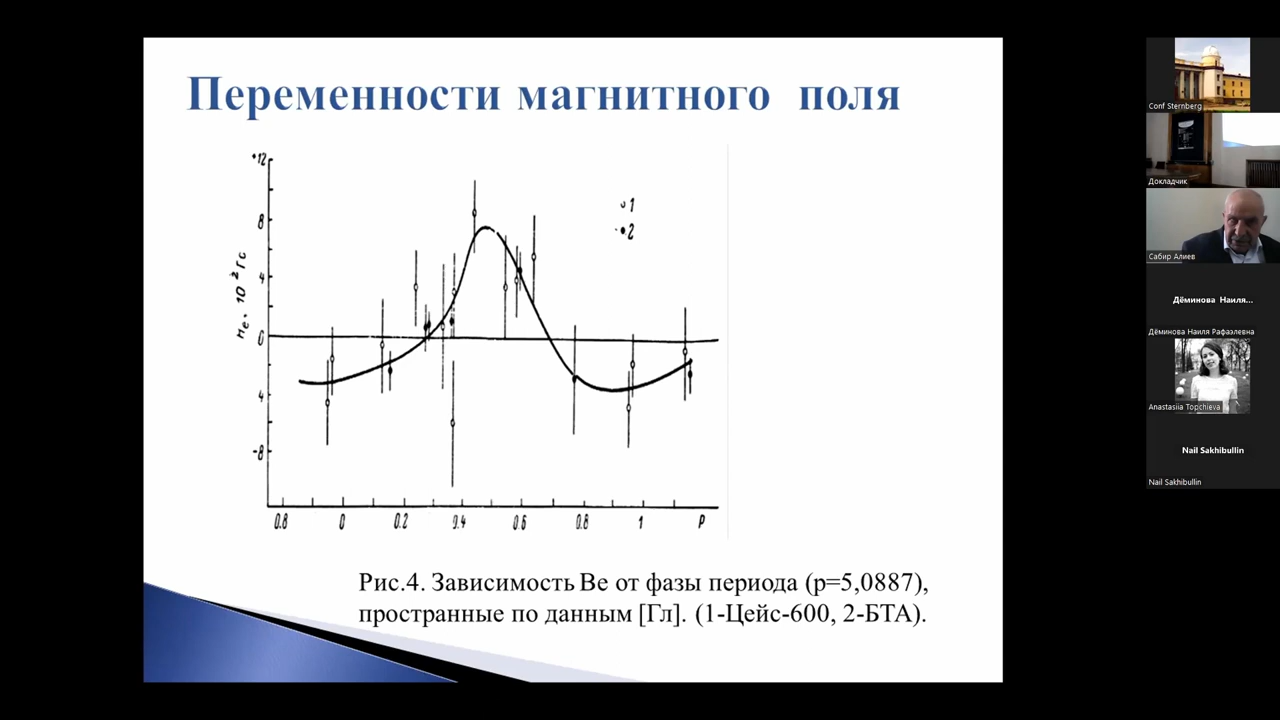 Переменности магнитного поля
+12
8
4
0
4
-8
Нe, 10² Гс
1
2
0.8 0 0.2 0.4 0.6 0.8 1 P
Рис.4. Зависимость Ве от фазы периода (р=5,0887),
пространные по данным [Гл]. (1-Цейс-600, 2-БТА).
Conf Sternberg
Докладчик
Сабир Алиев
Дёминова Наиля...
Дёминова Наиля Рафаэлевна
Anastasiia Topchieva
Nail Sakhibullin
Nail Sakhibullin